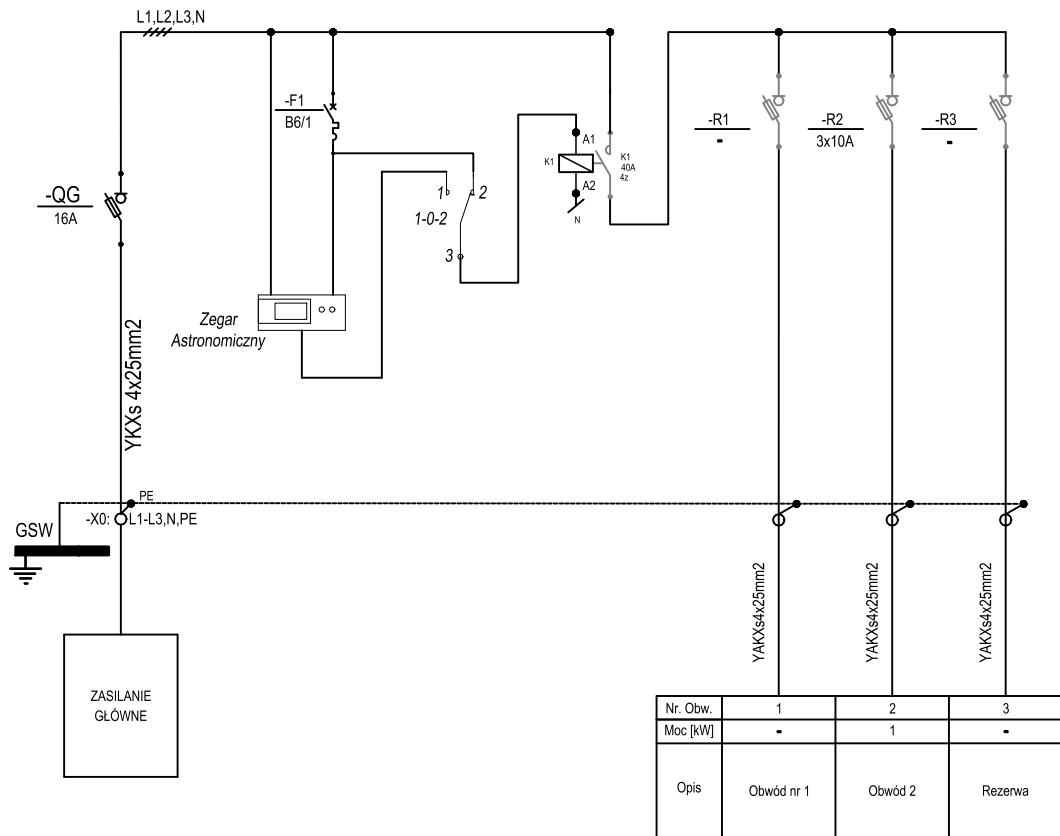 L1,L2,L3,N
-F1
B6/1
-QG
16A
1
2
1-0-2
3
A1
K1
A2
N
K1
40A
4z
-R1
-
-R2
3x10A
-R3
-
Zegar
Astronomiczny
YKXs 4x25mm2
PE
-X0:
L1-L3,N,PE
GSW
YAKXs4x25mm2
YAKXs4x25mm2
YAKXs4x25mm2
ZASILANIE
GŁÓWNE
Nr. Obw. 1 2 3
Moc [kW] - 1 -
Opis Obwód nr 1 Obwód 2 Rezerwa